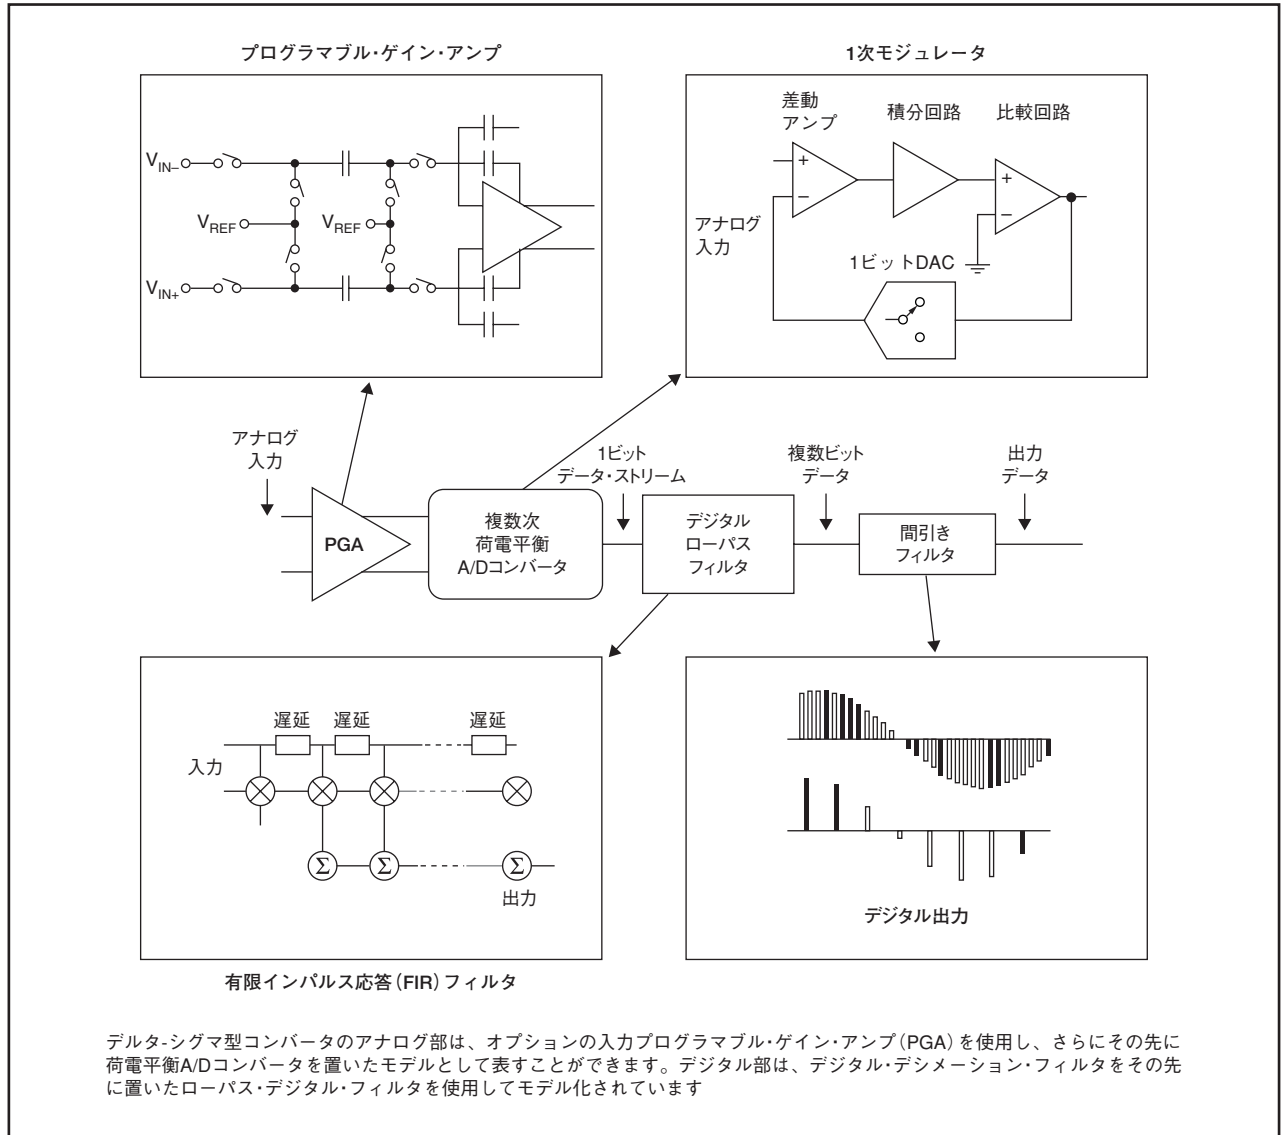 プログラマブル・ゲイン・アンプ
VIN–
VREF
VREF
VIN+
1次モジュレータ
差動
アンプ
積分回路
比較回路
+
–
+
–
アナログ
入力
1ビットDAC
アナログ
入力
PGA
複数次
荷電平衡
A/Dコンバータ
1ビット
データ・ストリーム
デジタル
ローパス
フィルタ
複数ビット
データ
間引き
フィルタ
出力
データ
遅延
遅延
遅延
入力
Σ
Σ
Σ
出力
有限インパルス応答(FIR)フィルタ
デジタル出力
デルタ-シグマ型コンバータのアナログ部は、オプションの入力プログラマブル・ゲイン・アンプ(PGA)を使用し、さらにその先に
荷電平衡A/Dコンバータを置いたモデルとして表すことができます。デジタル部は、デジタル・デシメーション・フィルタをその先
に置いたローパス・デジタル・フィルタを使用してモデル化されています